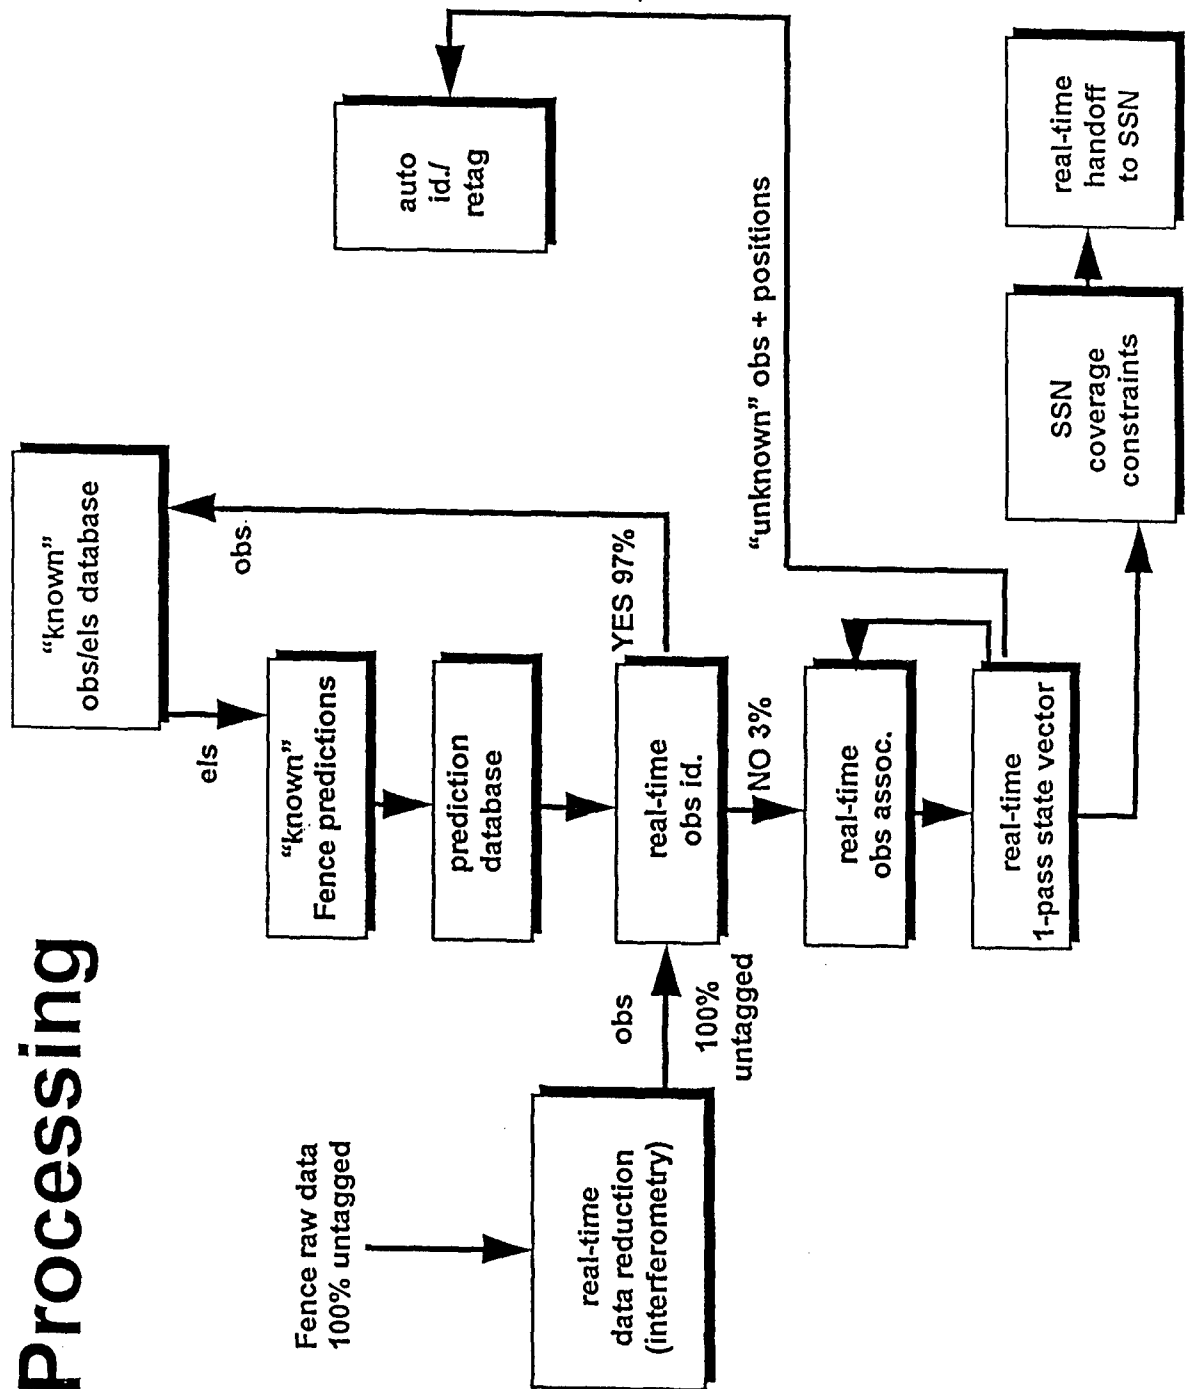 Processing
Fence raw data
100% untagged
real-time
data reduction
(interferometry)
obs
100%
untagged
"known"
obs/els database
els
obs
"known"
Fence predictions
prediction
database
real-time
obs id.
YES 97%
NO 3%
real-time
obs assoc.
real-time
1-pass state vector
"unknown" obs + positions
auto
id./
retag
SSN
coverage
constraints
real-time
handoff
to SSN